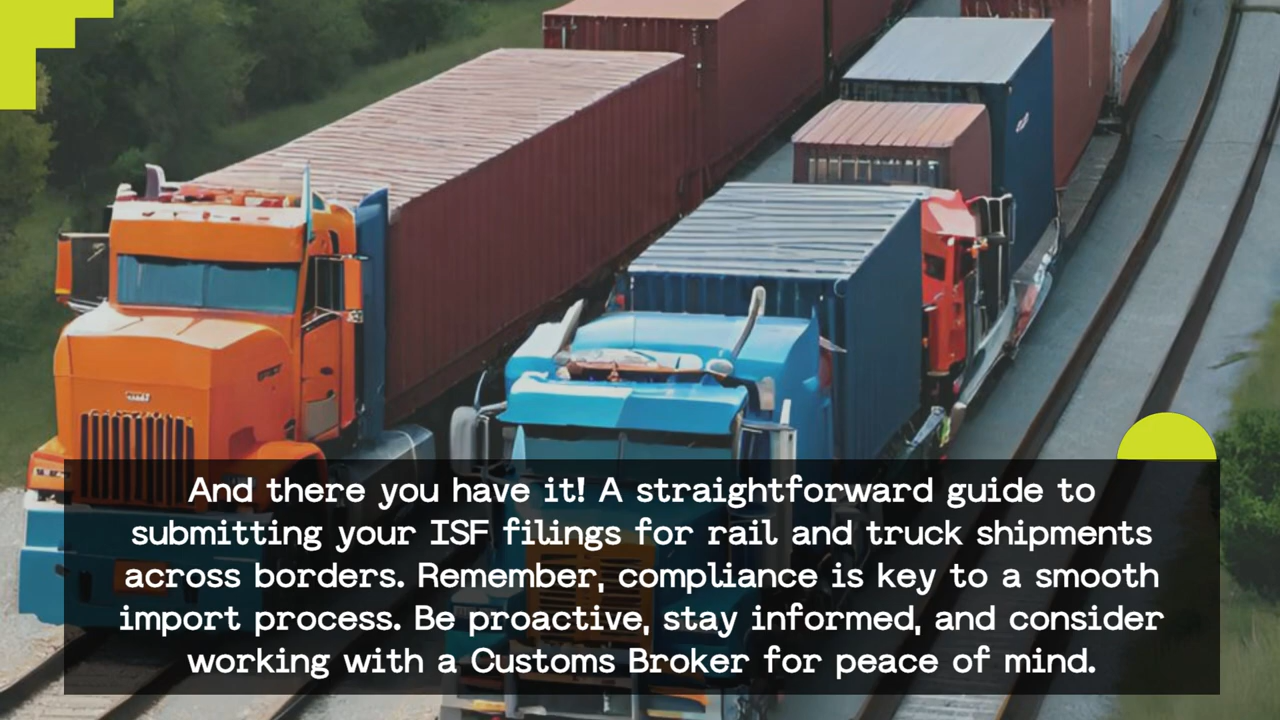 And there you have it! A straightforward guide to
submitting your ISF filings for rail and truck shipments
across borders. Remember, compliance is key to a smooth
import process. Be proactive, stay informed, and consider
working with a Customs Broker for peace of mind.